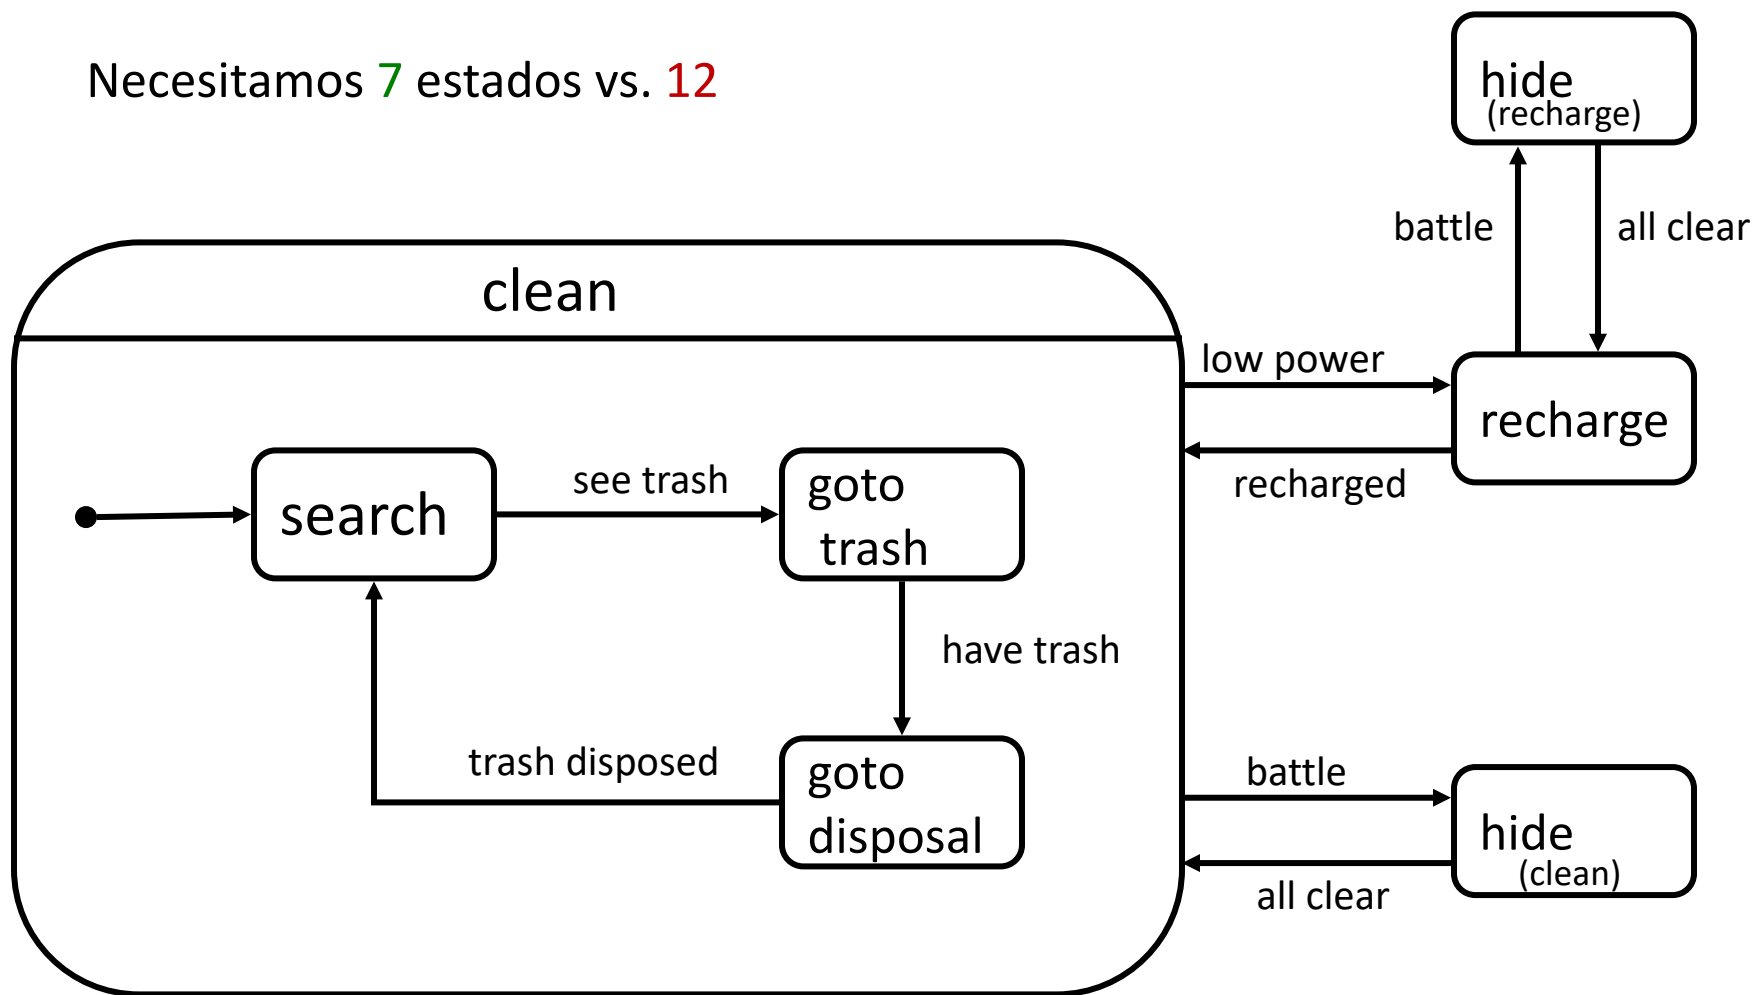 Necesitamos 7 estados vs. 12
hide
(recharge)
battle
all clear
clean
low power
recharge
recharged
search
see trash
goto
trash
have trash
trash disposed
goto
disposal
battle
hide
(clean)
all clear